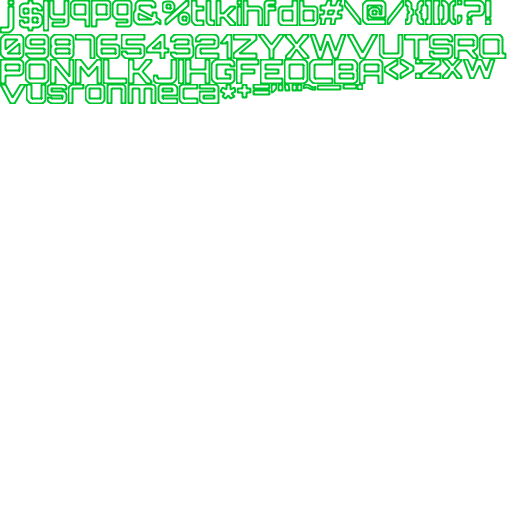 j$|yqpg&%tlkihfdb#\@/}{][)(;?!
0987654321ZYXWVUTSRQ
PONMLKJIHGFEDCBA<>:zxw
vusronmeca*+="'~_-